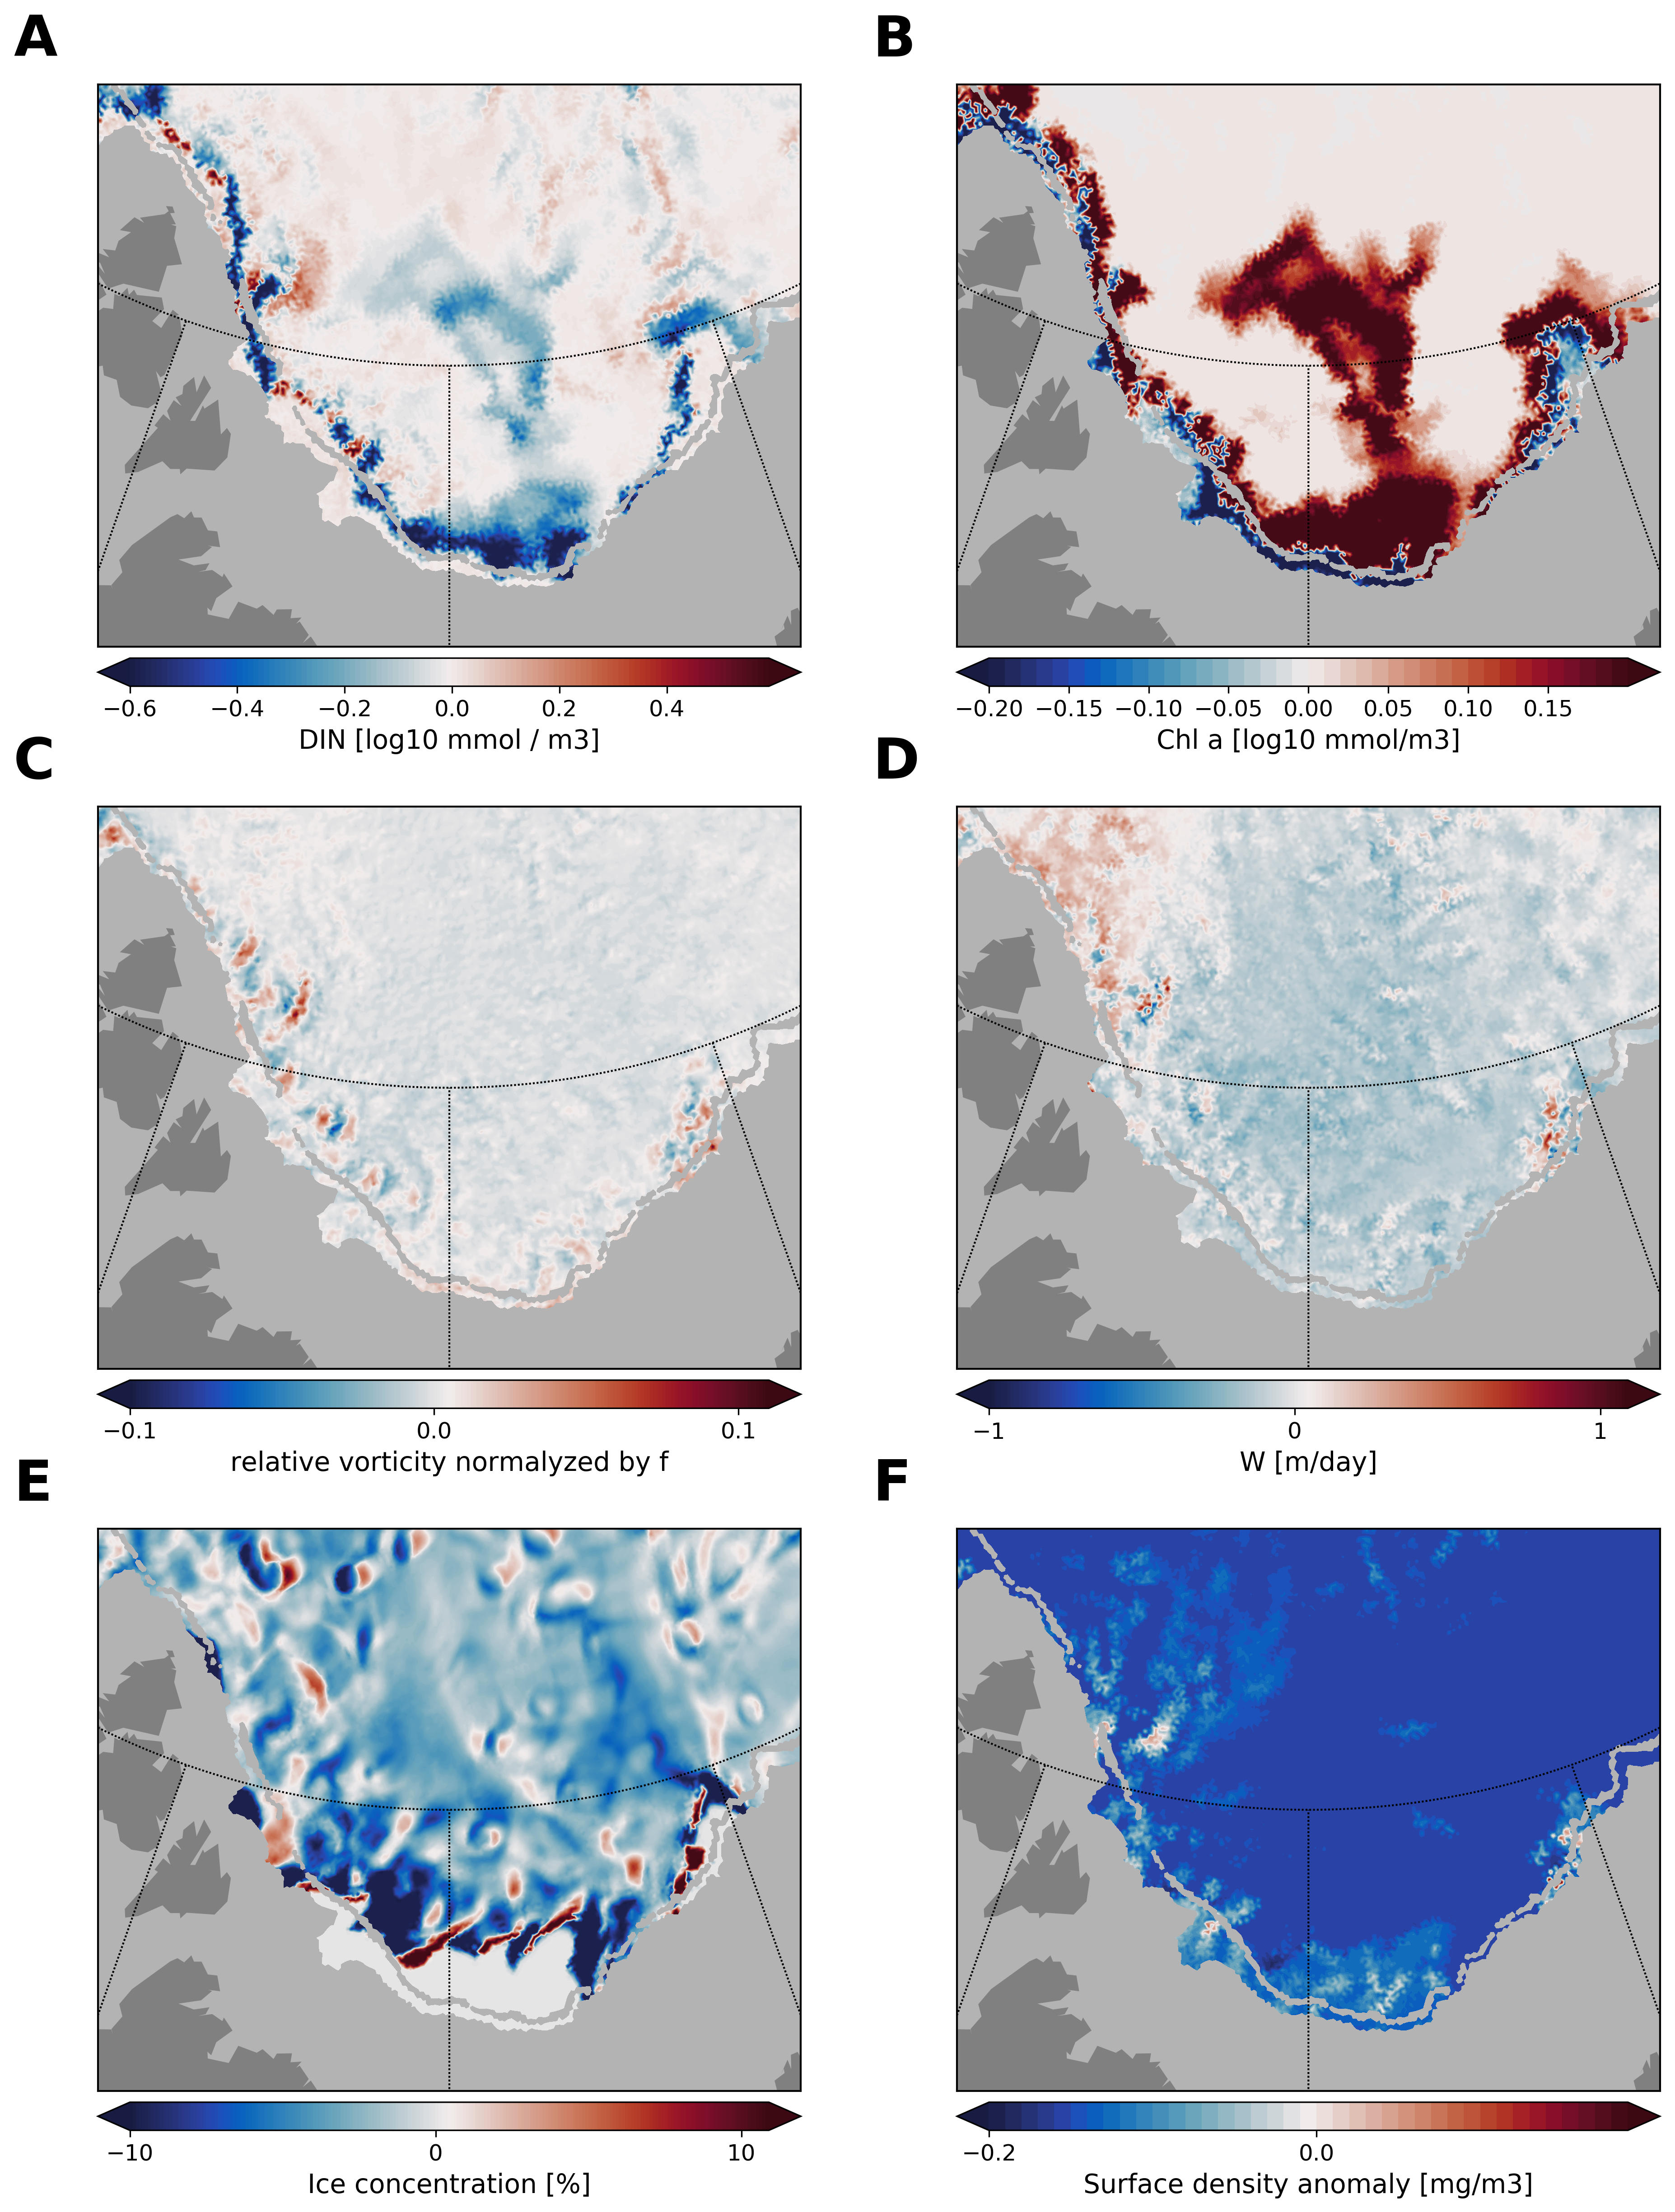 A
B
−0.6 −0.4 −0.2 0.0 0.2 0.4
DIN [log10 mmol / m3]
−0.20 −0.15 −0.10 −0.05 0.00 0.05 0.10 0.15
Chl a [log10 mmol/m3]
C
D
−0.1 0.0 0.1
relative vorticity normalyzed by f
−1 0 1
W [m/day]
E
F
−10 0 10
Ice concentration [%]
−0.2 0.0
Surface density anomaly [mg/m3]